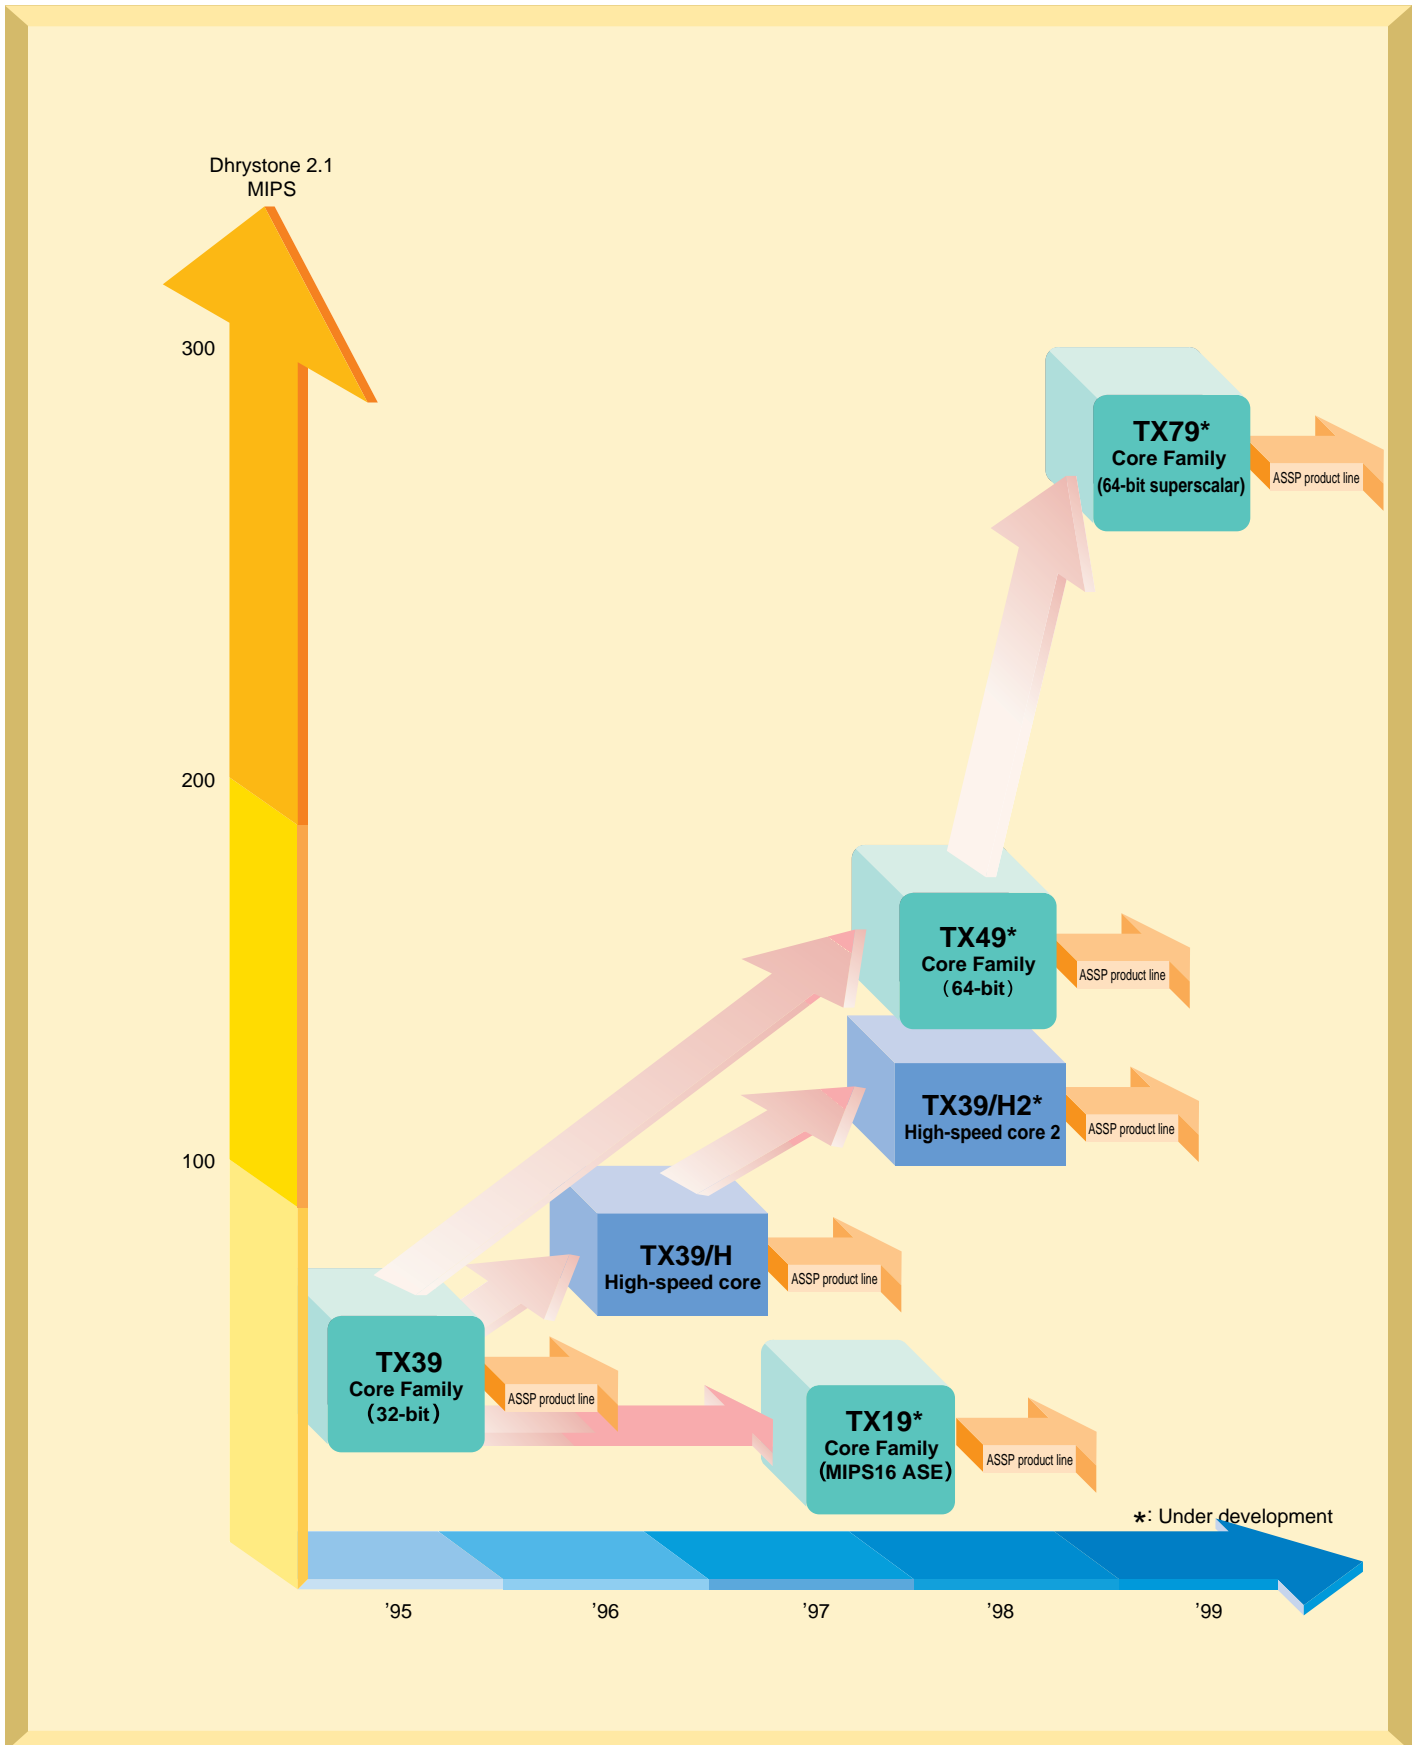 Dhrystone 2.1
MIPS
300
TX79*
Core Family
(64-bit superscalar)
ASSP product line
200
TX49*
Core Family
(64-bit)
ASSP product line
TX39/H2*
High-speed core 2
ASSP product line
100
TX39/H
High-speed core
ASSP product line
TX39
Core Family
(32-bit)
ASSP product line
TX19*
Core Family
(MIPS16 ASE)
ASSP product line
*: Under development
’95
’96
’97
’98
’99